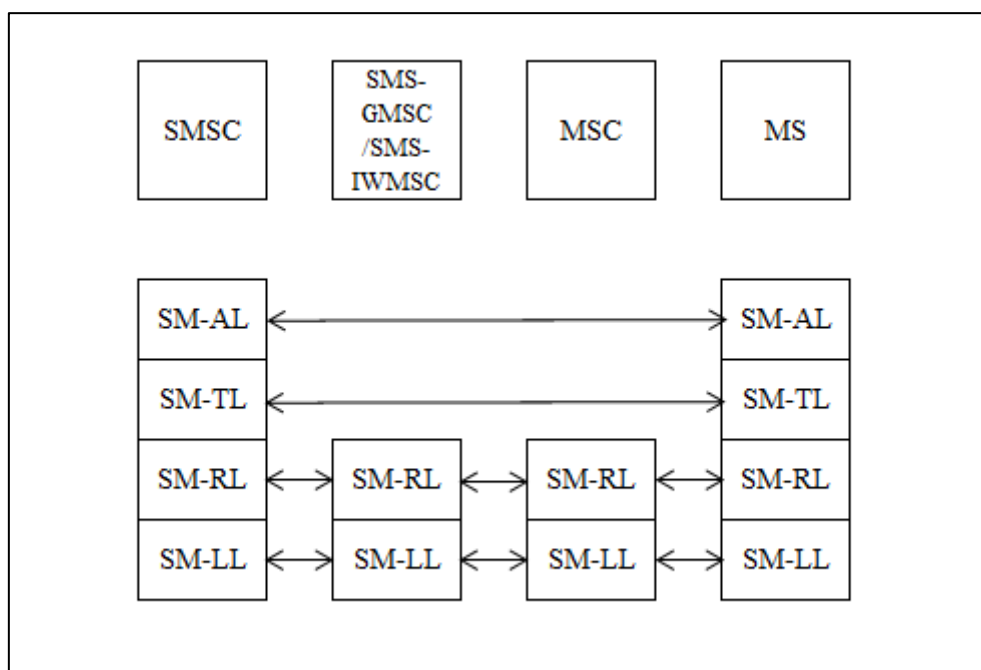 SMSC
SMS-
GMSC
/SMS-
IWMSC
MSC
MS
SM-AL
SM-AL
SM-TL
SM-TL
SM-RL
SM-RL
SM-RL
SM-RL
SM-LL
SM-LL
SM-LL
SM-LL